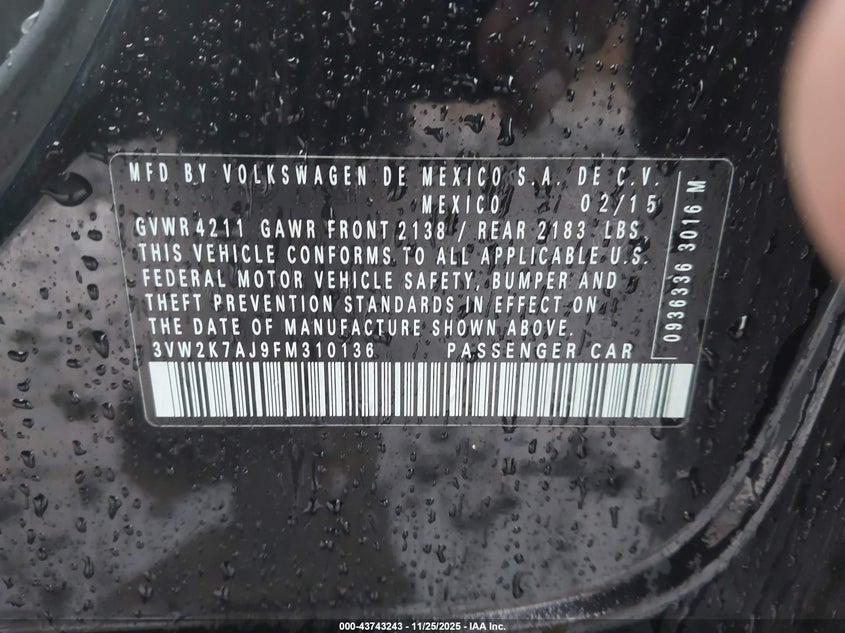 MFD BY VOLKSWAGEN DE MEXICO S.A. DE C.V.
MEXICO 02/15
GVWR 4211 GAWR FRONT 2138 / REAR 2183 LBS
THIS VEHICLE CONFORMS TO ALL APPLICABLE U.S.
FEDERAL MOTOR VEHICLE SAFETY, BUMPER AND
THEFT PREVENTION STANDARDS IN EFFECT ON
THE DATE OF MANUFACTURE SHOWN ABOVE.
3VW2K7AJ9FM310136 PASSENGER CAR
0936336 3016 M
000-43743243 - 11/25/2025 - IAA Inc.